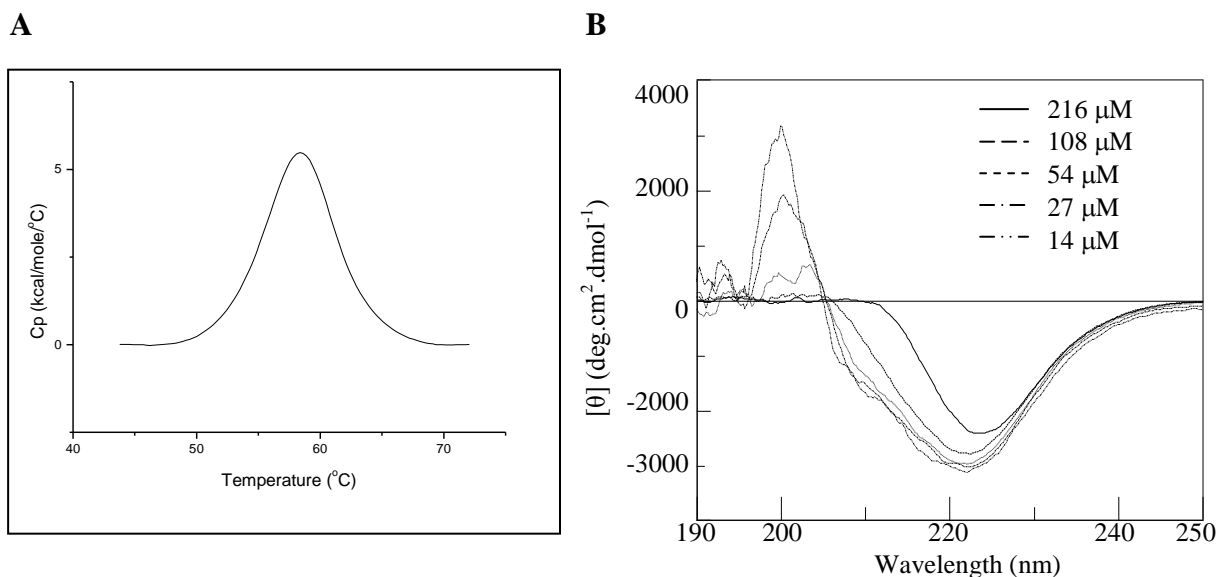 A
Cp (kcal/mole/°C)
5
0
40
50
60
70
Temperature (°C)
B
[θ] (deg.cm².dmol⁻¹)
4000
2000
0
-2000
-3000
216 μM
108 μM
54 μM
27 μM
14 μM
190
200
220
240
250
Wavelength (nm)